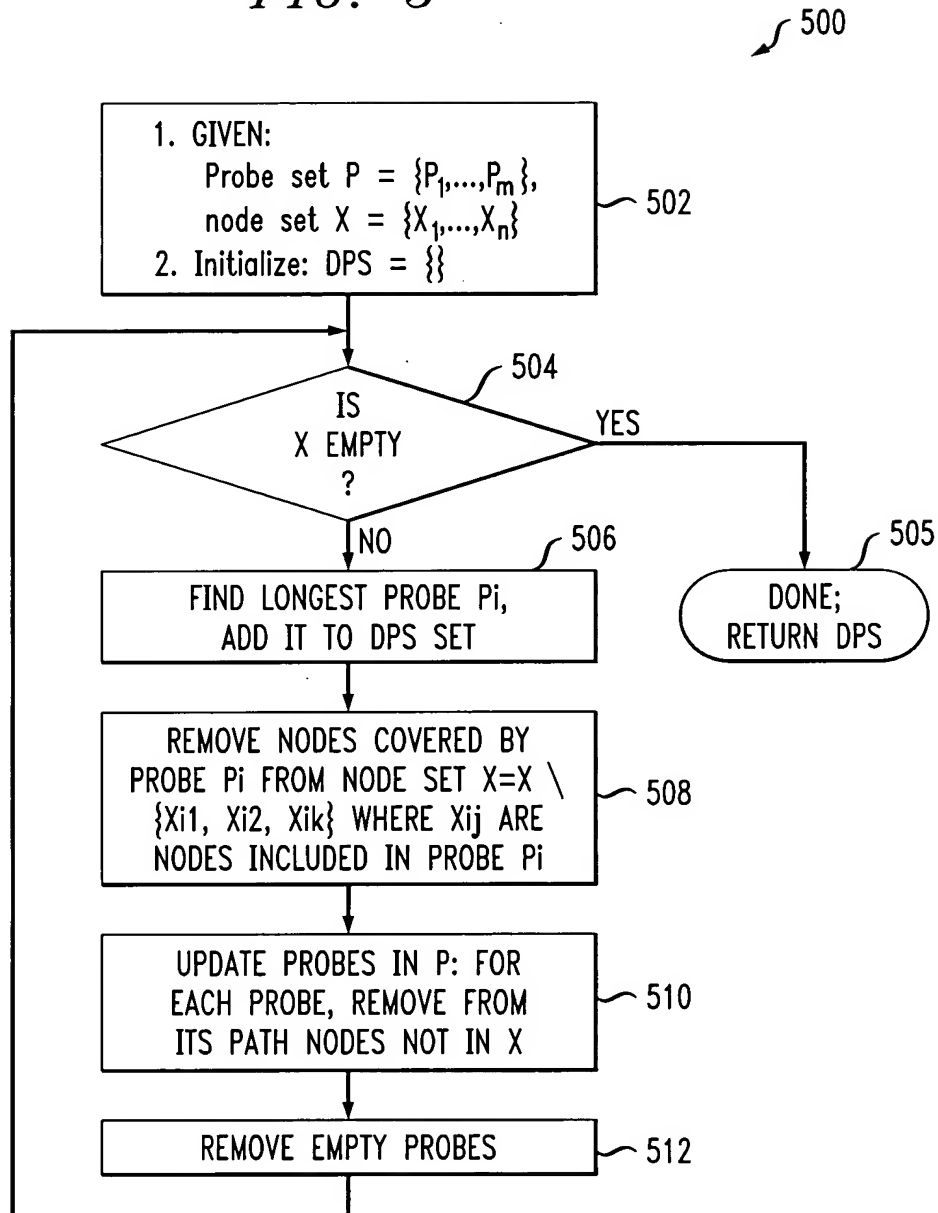 500
1. GIVEN:
Probe set P = {P1,...,Pm},
node set X = {X1,...,Xn}
2. Initialize: DPS = {}
502
504
IS
X EMPTY
?
YES
NO
506
505
FIND LONGEST PROBE Pi,
ADD IT TO DPS SET
DONE;
RETURN DPS
REMOVE NODES COVERED BY
PROBE Pi FROM NODE SET X=X \
{Xi1, Xi2, Xik} WHERE Xij ARE
NODES INCLUDED IN PROBE Pi
508
UPDATE PROBES IN P: FOR
EACH PROBE, REMOVE FROM
ITS PATH NODES NOT IN X
510
REMOVE EMPTY PROBES
512